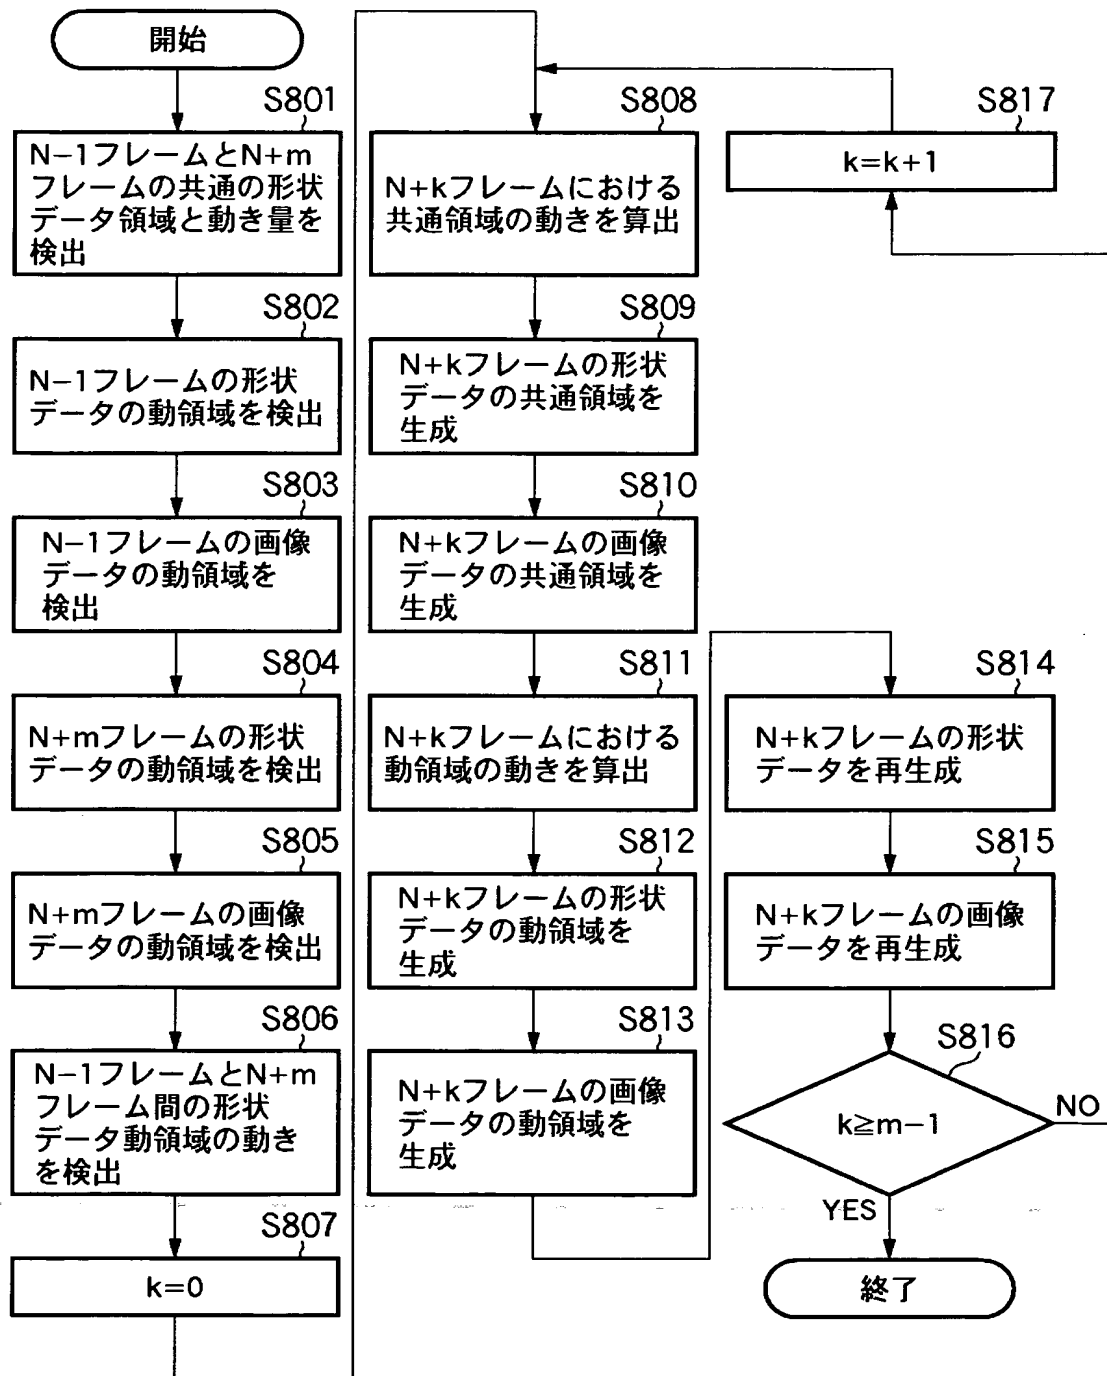 開始
S801
N−1フレームとN+m
フレームの共通の形状
データ領域と動き量を
検出
S802
N−1フレームの形状
データの動領域を検出
S803
N−1フレームの画像
データの動領域を
検出
S804
N+mフレームの形状
データの動領域を検出
S805
N+mフレームの画像
データの動領域を検出
S806
N−1フレームとN+m
フレーム間の形状
データ動領域の動き
を検出
S807
k=0
S808
N+kフレームにおける
共通領域の動きを算出
S809
N+kフレームの形状
データの共通領域を
生成
S810
N+kフレームの画像
データの共通領域を
生成
S811
N+kフレームにおける
動領域の動きを算出
S812
N+kフレームの形状
データの動領域を
生成
S813
N+kフレームの画像
データの動領域を
生成
S814
N+kフレームの形状
データを再生成
S815
N+kフレームの画像
データを再生成
S816
k≧m−1
NO
YES
終了
S817
k=k+1